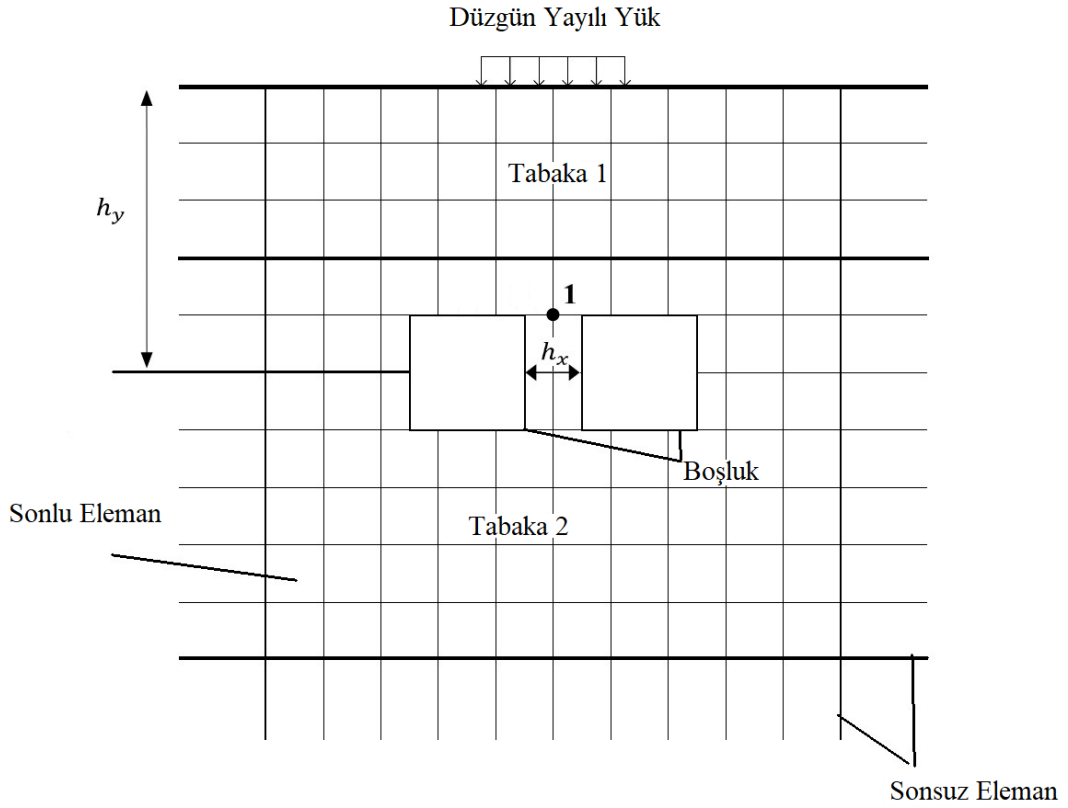 Düzgün Yayılı Yük
Tabaka 1
h_y
1
h_x
Boşluk
Sonlu Eleman
Tabaka 2
Sonsuz Eleman